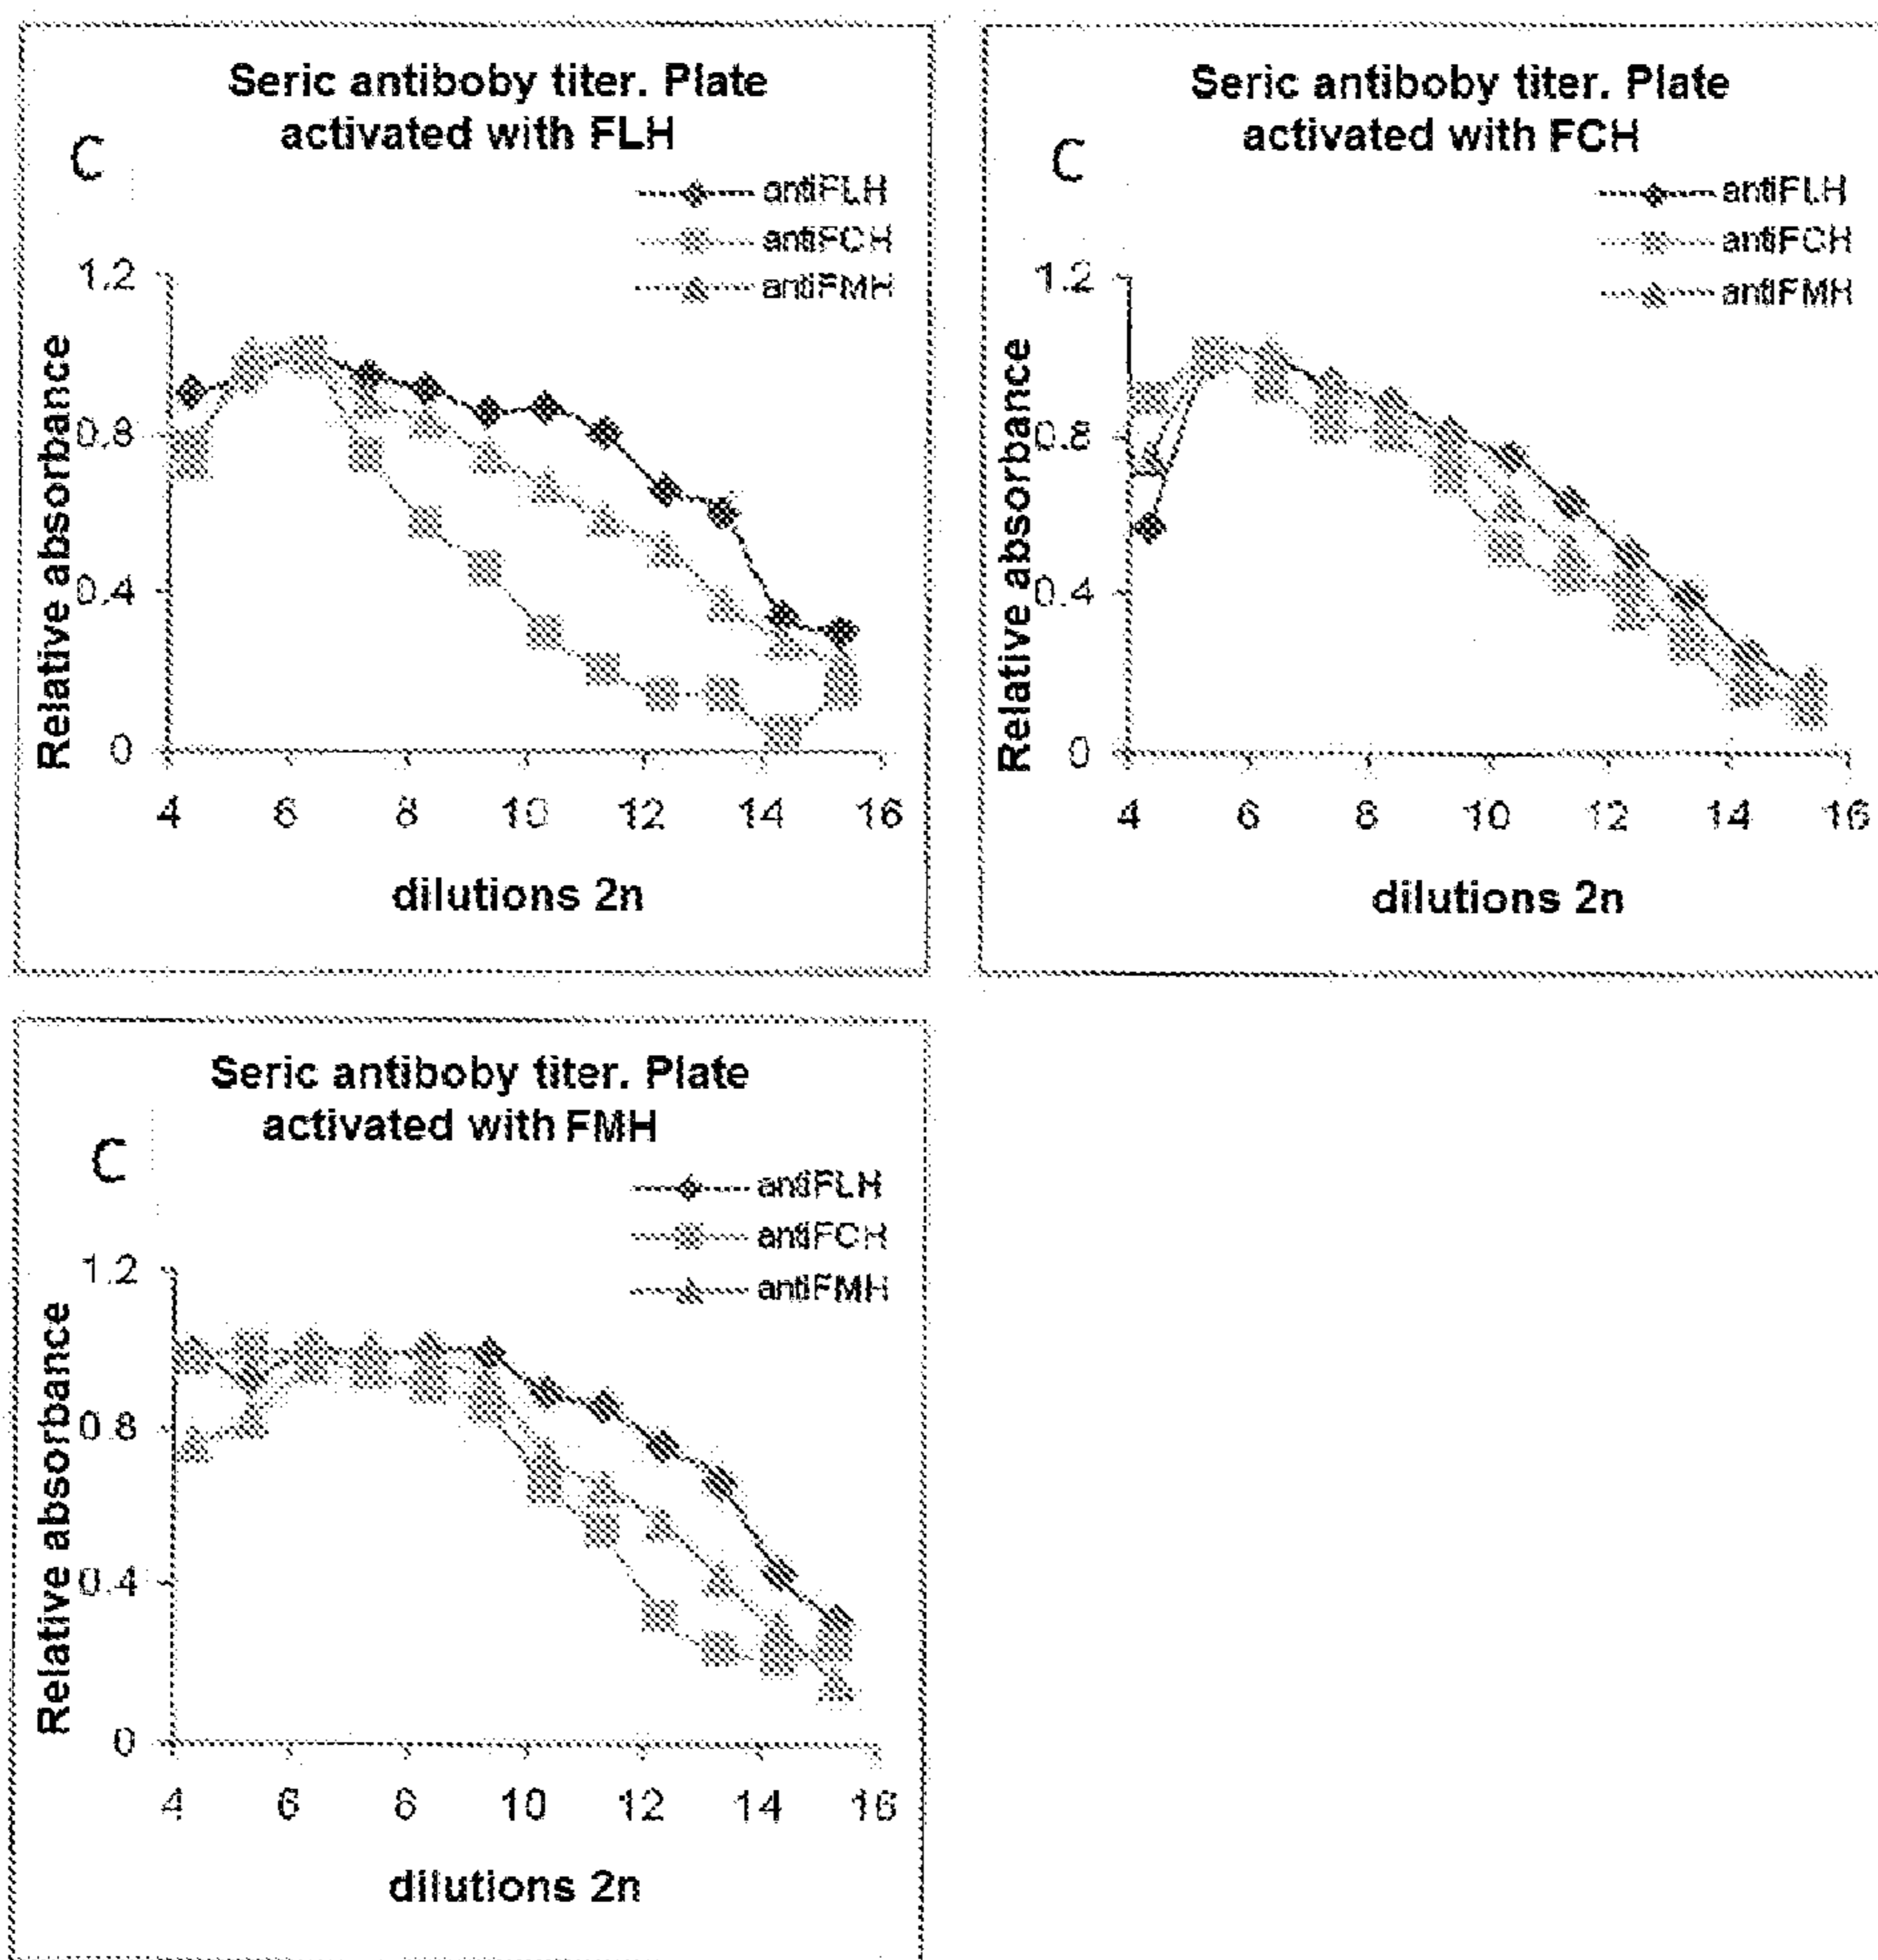 Seric antiboby titer. Plate
activated with FLH
C
antiFLH
antiFCH
antiFMH
1.2
0.8
0.4
0
Relative absorbance
4 6 8 10 12 14 16
dilutions 2n
Seric antiboby titer. Plate
activated with FCH
C
antiFLH
antiFCH
antiFMH
1.2
0.8
0.4
0
Relative absorbance
4 6 8 10 12 14 16
dilutions 2n
Seric antiboby titer. Plate
activated with FMH
C
antiFLH
antiFCH
antiFMH
1.2
0.8
0.4
0
Relative absorbance
4 6 8 10 12 14 16
dilutions 2n